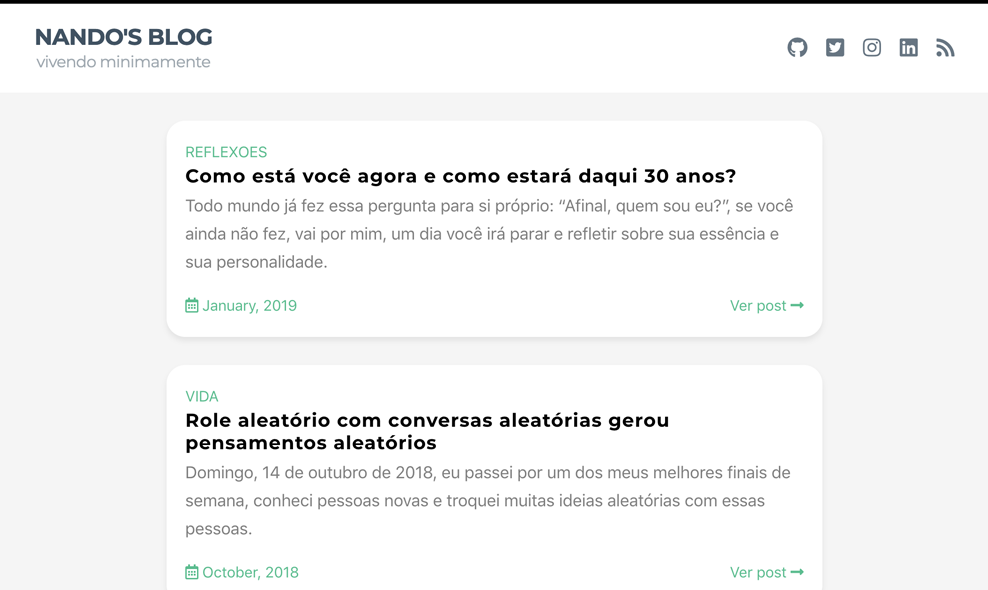 NANDO'S BLOG
vivendo minimamente
REFLEXOES
Como está você agora e como estará daqui 30 anos?
Todo mundo já fez essa pergunta para si próprio: “Afinal, quem sou eu?”, se você
ainda não fez, vai por mim, um dia você irá parar e refletir sobre sua essência e
sua personalidade.
January, 2019
Ver post
VIDA
Role aleatório com conversas aleatórias gerou
pensamentos aleatórios
Domingo, 14 de outubro de 2018, eu passei por um dos meus melhores finais de
semana, conheci pessoas novas e troquei muitas ideias aleatórias com essas
pessoas.
October, 2018
Ver post